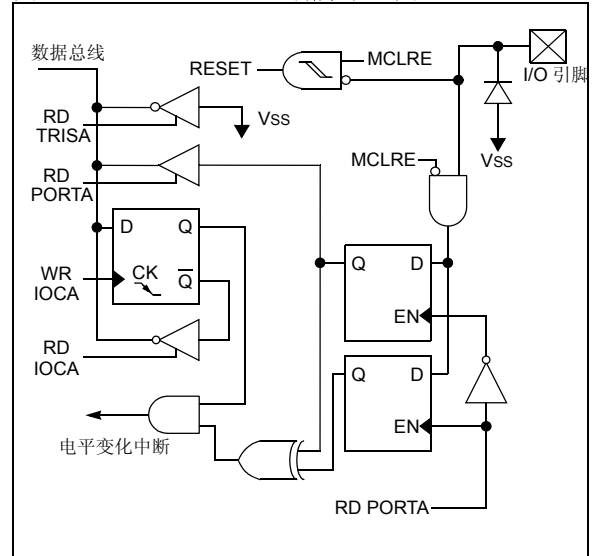 数据总线
RESET
MCLRE
I/O 引脚
RD
TRISA
VSS
VSS
RD
PORTA
MCLRE
D
Q
Q
D
WR
IOCA
CK
Q̅
EN
RD
IOCA
Q
D
EN
电平变化中断
RD PORTA